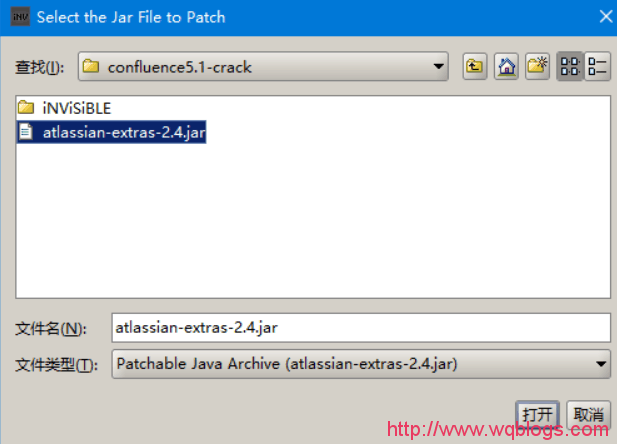 iNV Select the Jar File to Patch
查找(I): confluence5.1-crack
iNViSiBLE
atlassian-extras-2.4.jar
文件名(N): atlassian-extras-2.4.jar
文件类型(T): Patchable Java Archive (atlassian-extras-2.4.jar)
打开 取消
http://www.wqblogs.com